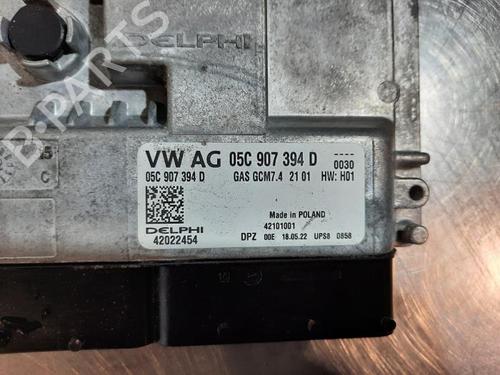 DELPHI
B-PARTS
VW AG 05C 907 394 D 0030
05C 907 394 D GAS GCM7.4 21 01 HW: H01
Made in POLAND
42101001
DELPHI
42022454
DPZ 00E 18.05.22 UPS8 0858
C